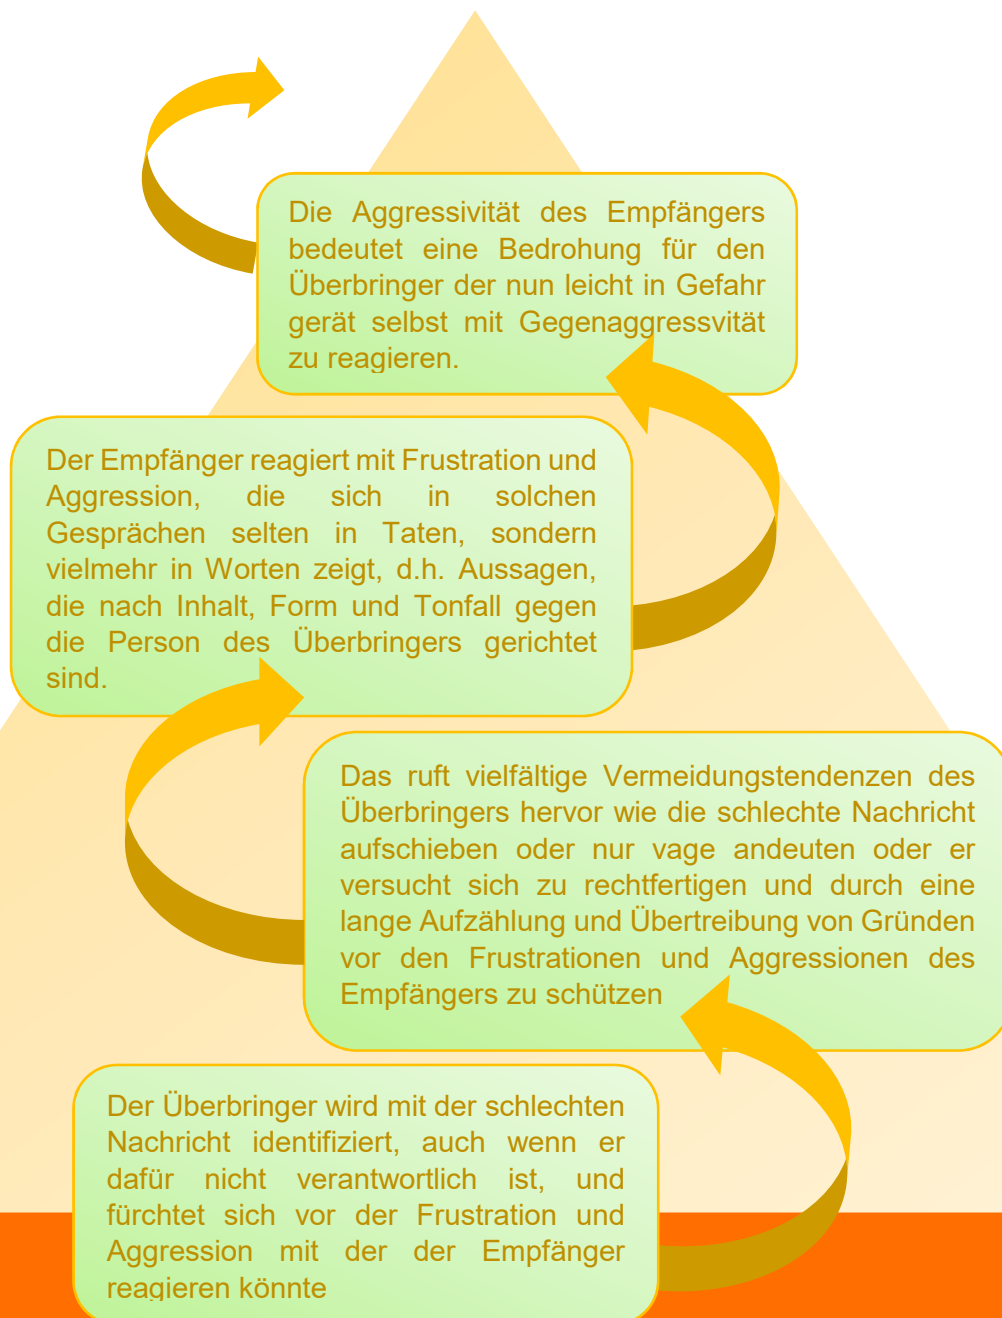 Die Aggressivität des Empfängers
bedeutet eine Bedrohung für den
Überbringer der nun leicht in Gefahr
gerät selbst mit Gegenaggressvität
zu reagieren.
Der Empfänger reagiert mit Frustration und
Aggression, die sich in solchen
Gesprächen selten in Taten, sondern
vielmehr in Worten zeigt, d.h. Aussagen,
die nach Inhalt, Form und Tonfall gegen
die Person des Überbringers gerichtet
sind.
Das ruft vielfältige Vermeidungstendenzen des
Überbringers hervor wie die schlechte Nachricht
aufschieben oder nur vage andeuten oder er
versucht sich zu rechtfertigen und durch eine
lange Aufzählung und Übertreibung von Gründen
vor den Frustrationen und Aggressionen des
Empfängers zu schützen
Der Überbringer wird mit der schlechten
Nachricht identifiziert, auch wenn er
dafür nicht verantwortlich ist, und
fürchtet sich vor der Frustration und
Aggression mit der der Empfänger
reagieren könnte